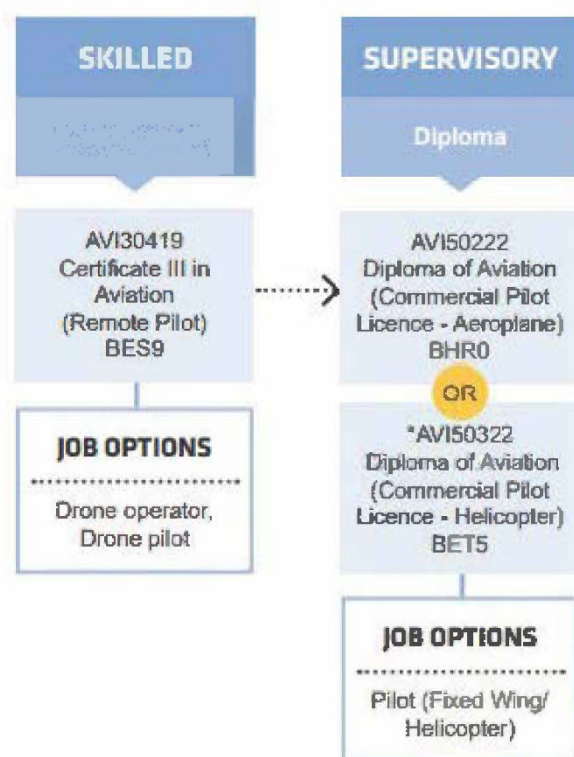 SKILLED
AVI30419
Certificate III in
Aviation
(Remote Pilot)
BES9
JOB OPTIONS
Drone operator,
Drone pilot
SUPERVISORY
Diploma
AVI50222
Diploma of Aviation
(Commercial Pilot
Licence - Aeroplane)
BHR0
OR
*AVI50322
Diploma of Aviation
(Commercial Pilot
Licence - Helicopter)
BET5
JOB OPTIONS
Pilot (Fixed Wing/
Helicopter)